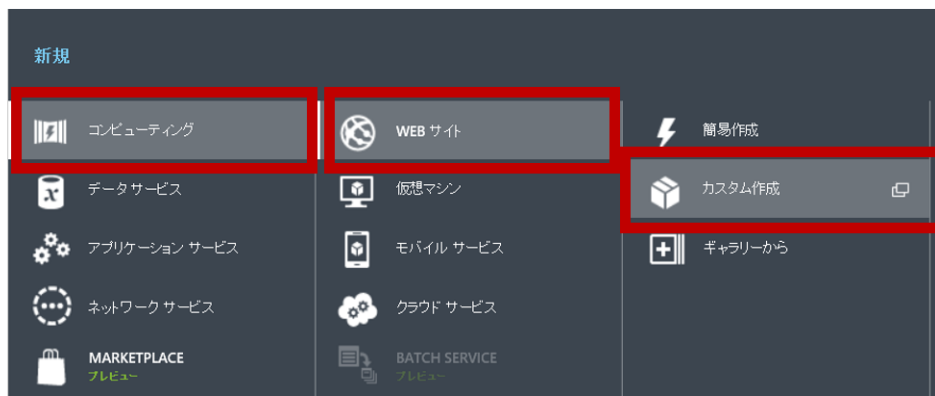 新規
コンピューティング
データ サービス
アプリケーション サービス
ネットワーク サービス
MARKETPLACE
プレビュー
WEB サイト
仮想マシン
モバイル サービス
クラウド サービス
BATCH SERVICE
プレビュー
簡易作成
カスタム作成
ギャラリーから